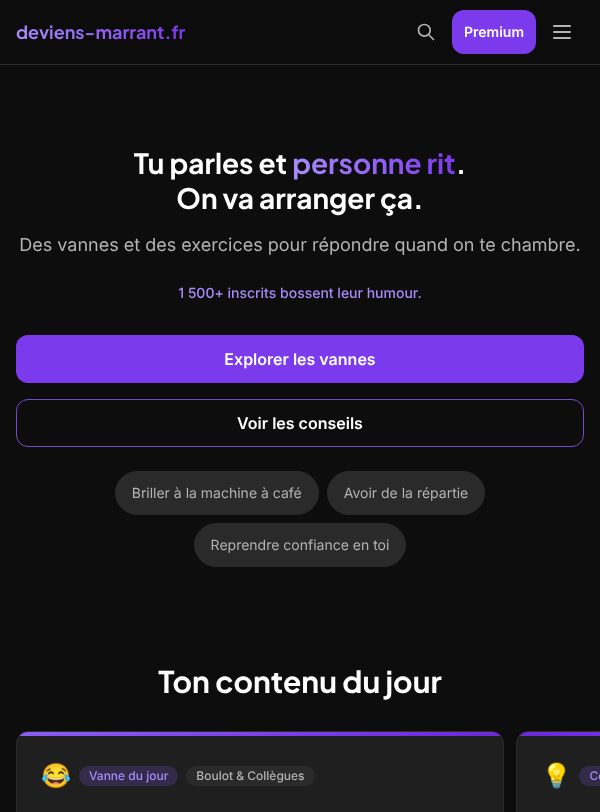 deviens-marrant.fr
Premium
Tu parles et personne rit.
On va arranger ça.
Des vannes et des exercices pour répondre quand on te chambre.
1 500+ inscrits bossent leur humour.
Explorer les vannes
Voir les conseils
Briller à la machine à café
Avoir de la répartie
Reprendre confiance en toi
Ton contenu du jour
Vanne du jour
Boulot & Collègues